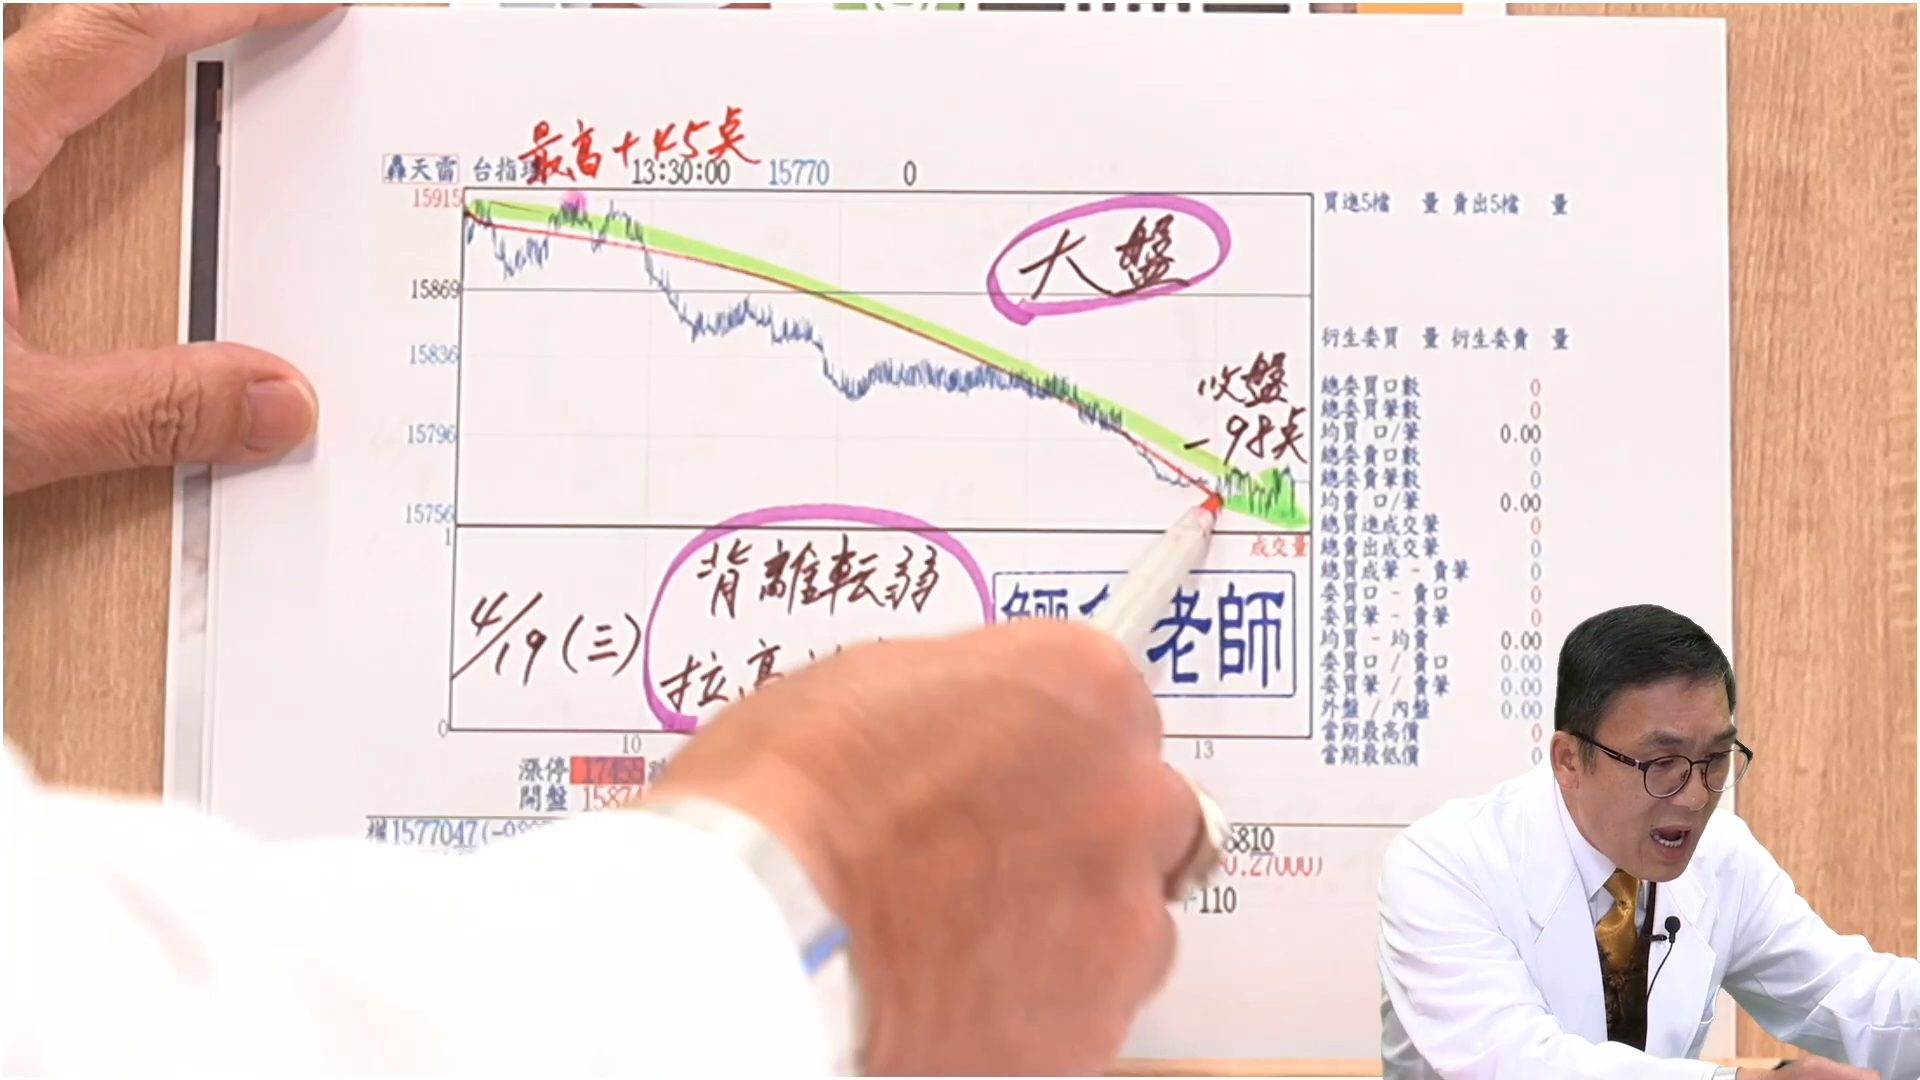 最高+45点
轟天雷 台指現 13:30:00 15770 0
15915
15869
15836
15796
15756
1
0
大盤
收盤
-98点
成交量
背離転弱
拉高
4/19(三)
老師
10
13
漲停 17455
開盤 15874
買進5檔 量 賣出5檔 量
衍生委買 量 衍生委賣 量
總委買口數 0
總委買筆數 0
均買 口/筆 0.00
總委賣口數 0
總委賣筆數 0
均賣 口/筆 0.00
總買進成交筆 0
總賣出成交筆 0
總買成筆 - 賣筆 0
委買口 - 賣口 0
委買筆 - 賣筆 0
均買 - 均賣 0.00
委買口 / 賣口 0.00
委買筆 / 賣筆 0.00
外盤 / 內盤 0.00
當期最高價 0
當期最低價 0